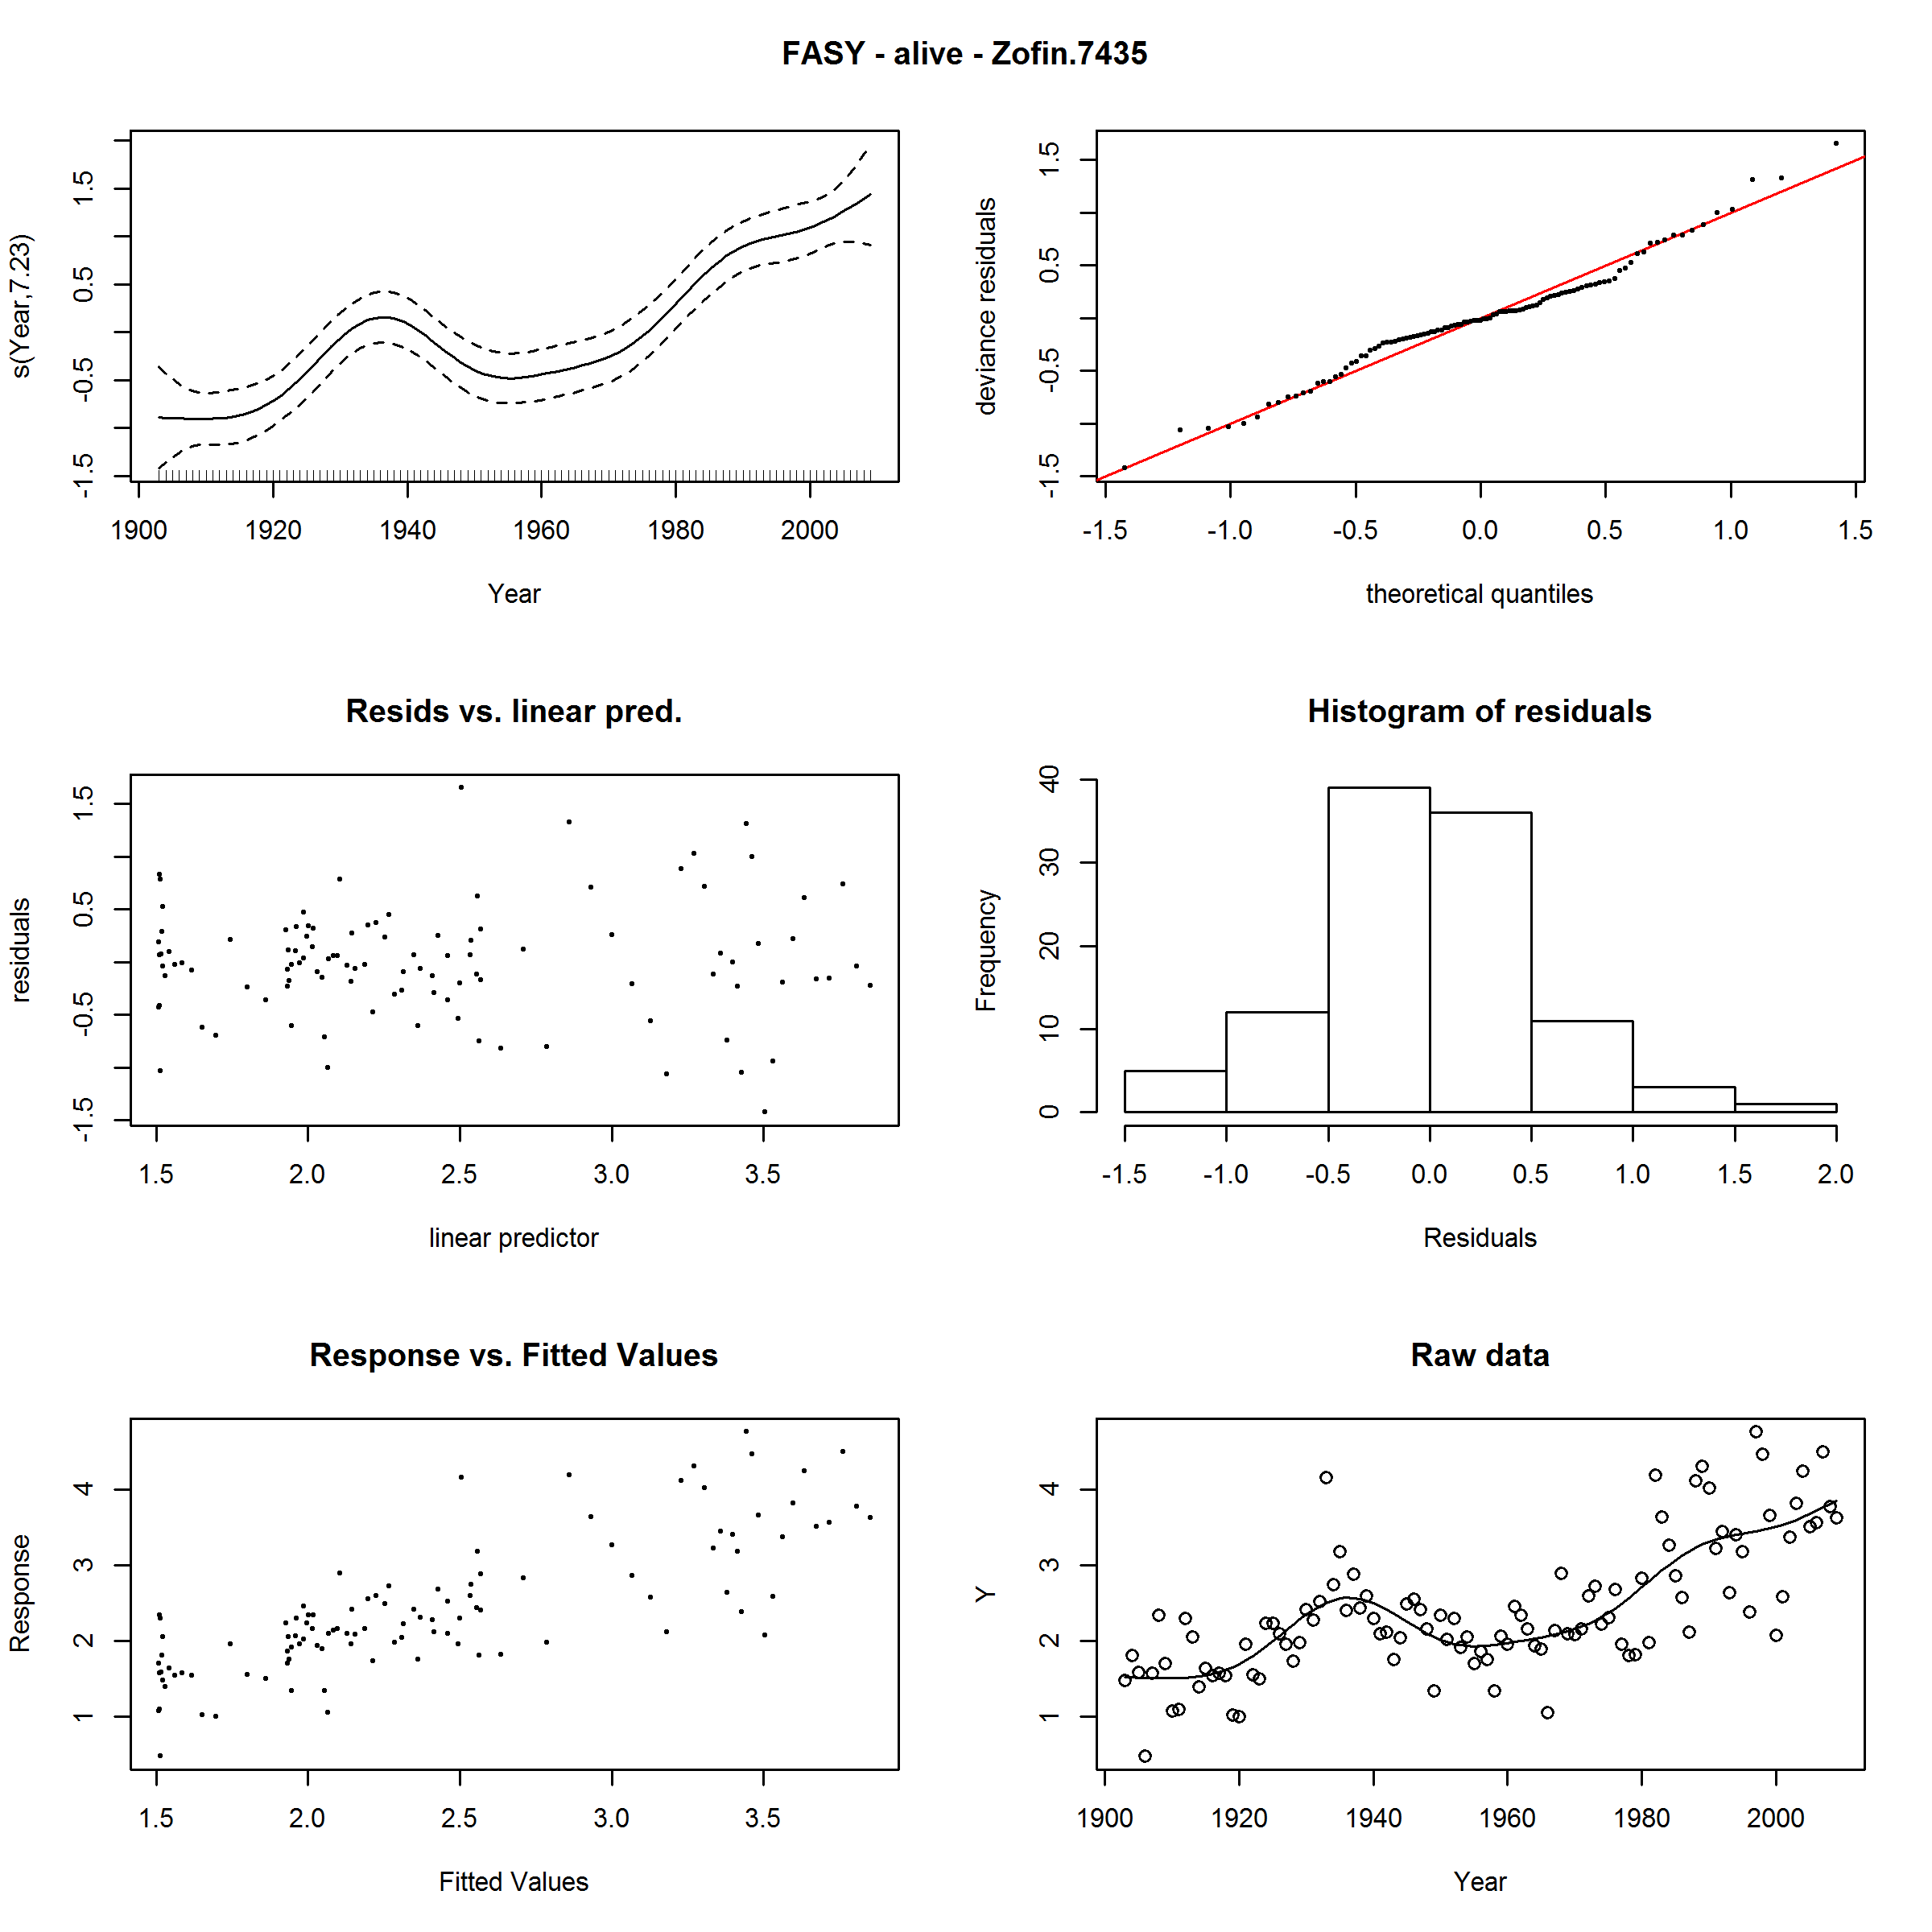 FASY - alive - Zofin.7435
s(Year,7.23)
-1.5 -0.5 0.5 1.5
1900 1920 1940 1960 1980 2000
Year
deviance residuals
-1.5 -0.5 0.5 1.5
-1.5 -1.0 -0.5 0.0 0.5 1.0 1.5
theoretical quantiles
Resids vs. linear pred.
residuals
-1.5 -0.5 0.5 1.5
1.5 2.0 2.5 3.0 3.5
linear predictor
Histogram of residuals
Frequency
0 10 20 30 40
-1.5 -1.0 -0.5 0.0 0.5 1.0 1.5 2.0
Residuals
Response vs. Fitted Values
Response
1 2 3 4
1.5 2.0 2.5 3.0 3.5
Fitted Values
Raw data
Y
1 2 3 4
1900 1920 1940 1960 1980 2000
Year